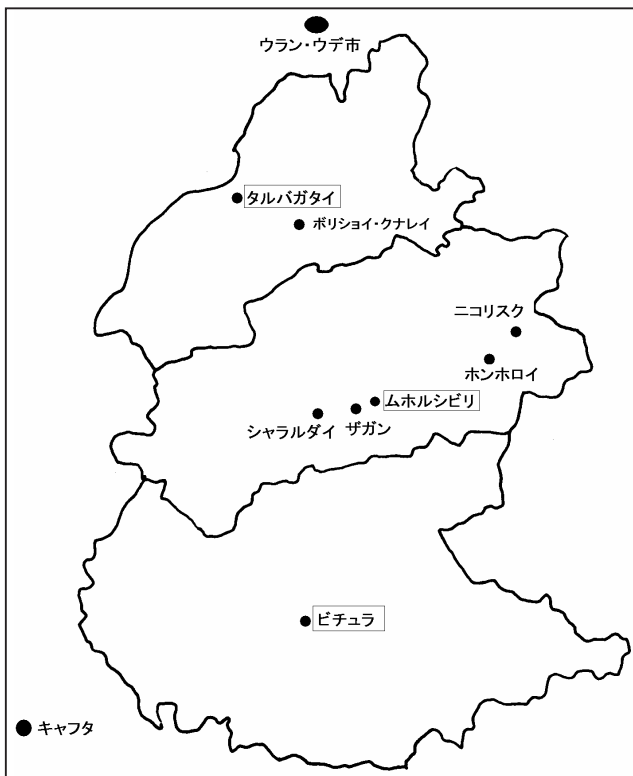 ウラン・ウデ市
タルバガタイ
ボリショイ・クナレイ
ニコリスク
ホンホロイ
ムホルシビリ
ザガン
シャラルダイ
ビチュラ
キャフタ